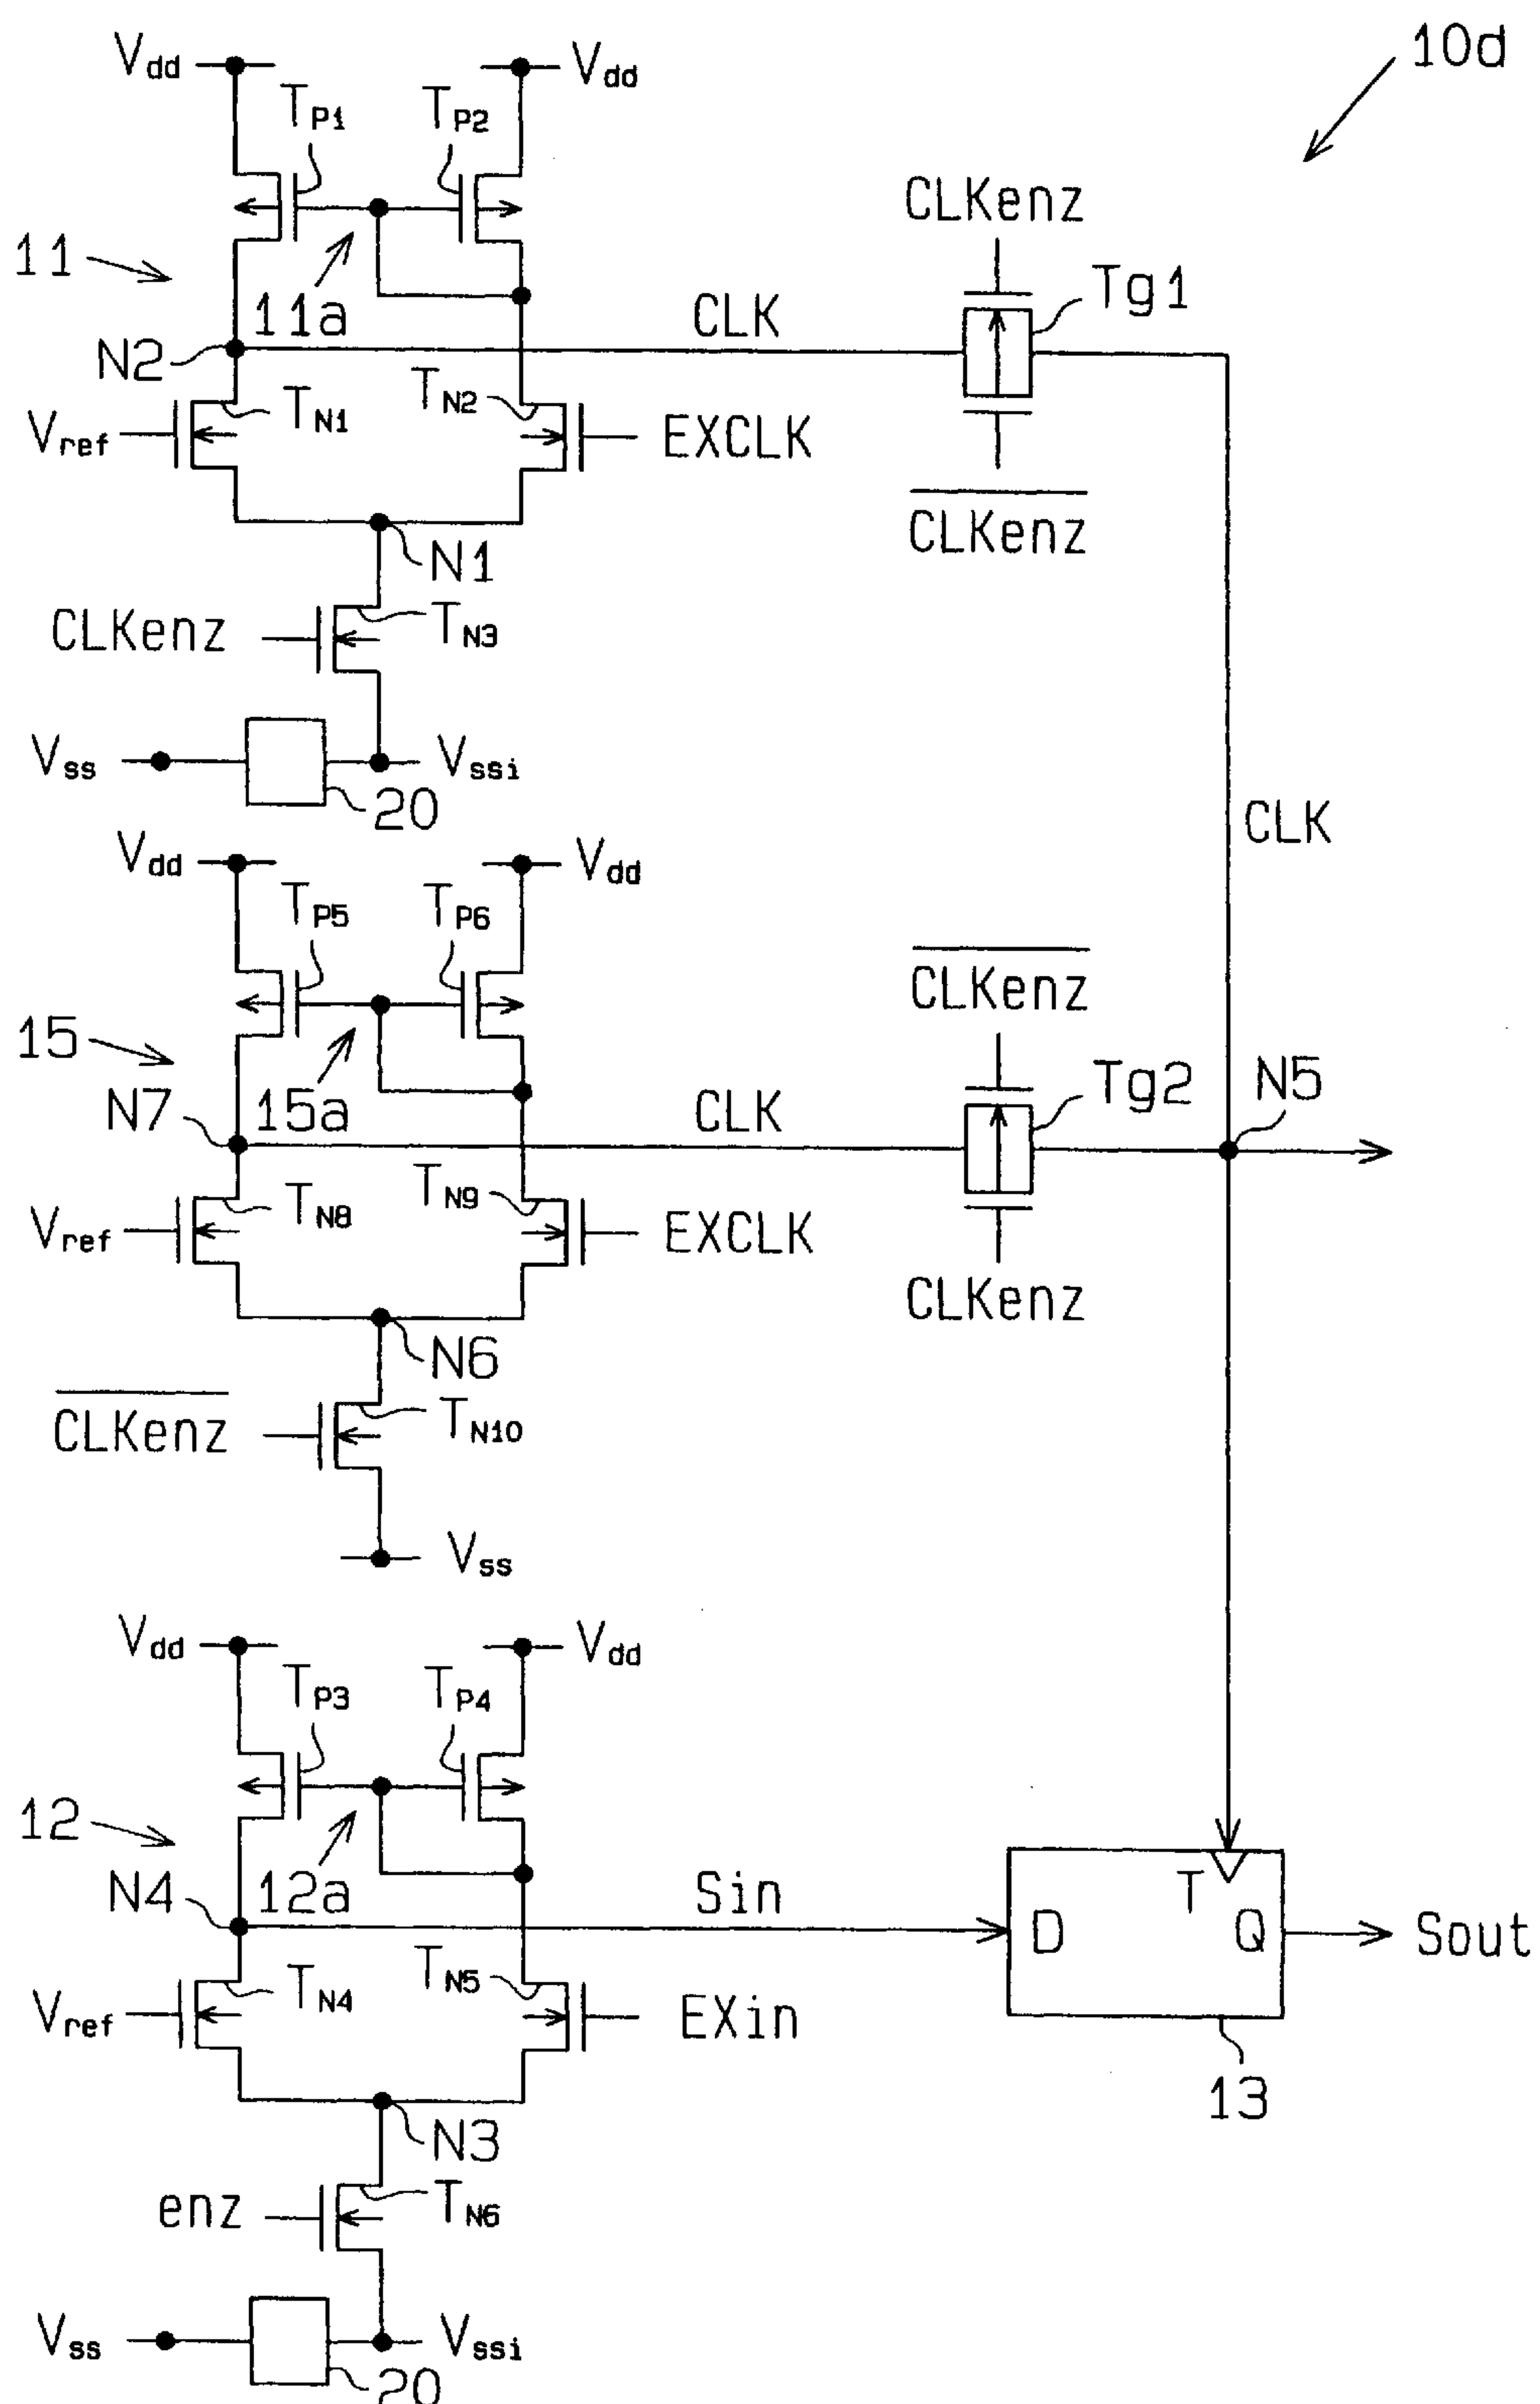 10d
Vdd
Vdd
TP1
TP2
CLKenz
11
11a
Tg1
CLK
N2
TN1
TN2
Vref
EXCLK
CLKenz
N1
CLKenz
TN3
Vss
Vssi
20
CLK
Vdd
Vdd
TP5
TP6
CLKenz
15
15a
Tg2
N5
N7
CLK
TN8
TN9
Vref
EXCLK
CLKenz
N6
CLKenz
TN10
Vss
Vdd
Vdd
TP3
TP4
12
12a
N4
Sin
D
T
Q
Sout
TN4
TN5
Vref
EXin
13
N3
enz
TN6
Vss
Vssi
20